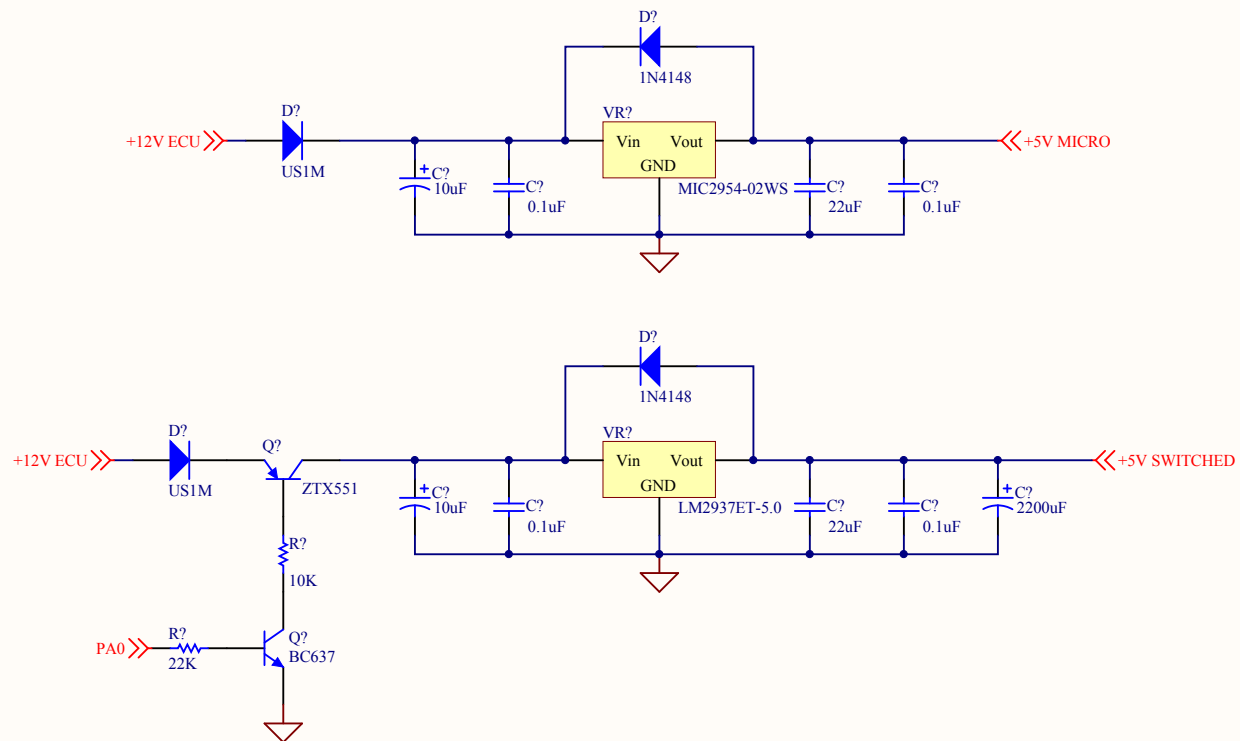 D?
1N4148
VR?
+12V ECU
D?
US1M
Vin Vout
GND
MIC2954-02WS
+5V MICRO
+
C?
10uF
C?
0.1uF
C?
22uF
C?
0.1uF
D?
1N4148
VR?
+12V ECU
D?
US1M
Q?
ZTX551
Vin Vout
GND
LM2937ET-5.0
+5V SWITCHED
+
C?
10uF
C?
0.1uF
C?
22uF
C?
0.1uF
+
C?
2200uF
R?
10K
PA0
R?
22K
Q?
BC637